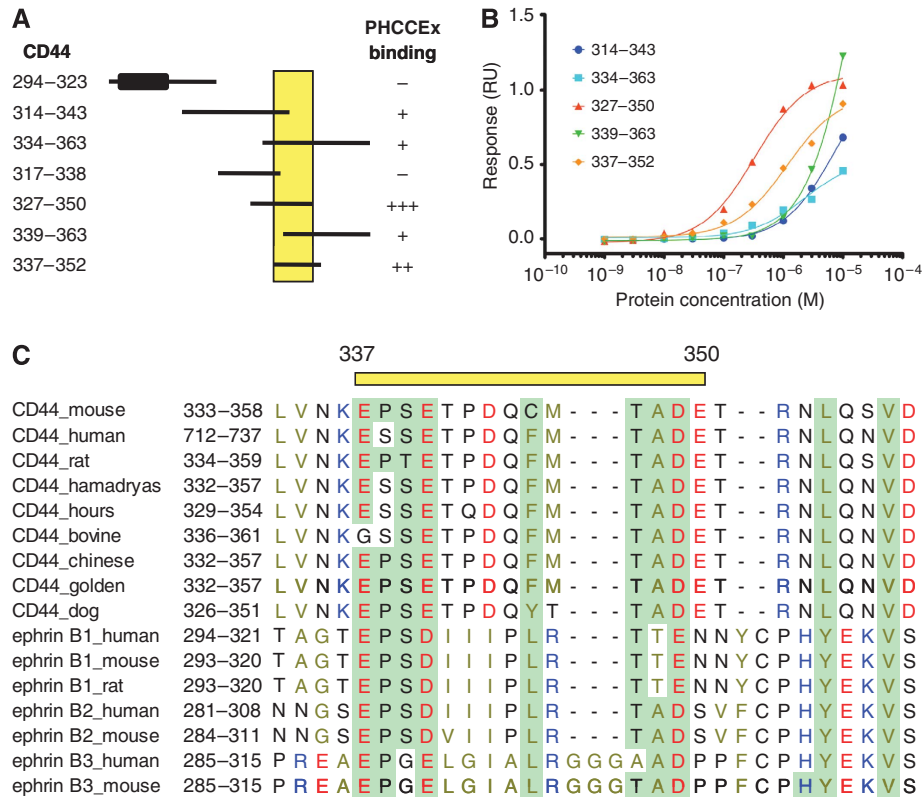 A
CD44
PHCCEx
binding
294–323 –
314–343 +
334–363 +
317–338 –
327–350 +++
339–363 +
337–352 ++
B
1.5
1.0
0.5
0.0
Response (RU)
314–343
334–363
327–350
339–363
337–352
10⁻¹⁰ 10⁻⁹ 10⁻⁸ 10⁻⁷ 10⁻⁶ 10⁻⁵ 10⁻⁴
Protein concentration (M)
C
337 350
CD44_mouse 333–358 L V N K E P S E T P D Q C M - - - T A D E T - - R N L Q S V D
CD44_human 712–737 L V N K E S S E T P D Q F M - - - T A D E T - - R N L Q N V D
CD44_rat 334–359 L V N K E P T E T P D Q F M - - - T A D E T - - R N L Q S V D
CD44_hamadryas 332–357 L V N K E S S E T P D Q F M - - - T A D E T - - R N L Q N V D
CD44_hours 329–354 L V N K E S S E T Q D Q F M - - - T A D E T - - R N L Q N V D
CD44_bovine 336–361 L V N K G S S E T P D Q F M - - - T A D E T - - R N L Q N V D
CD44_chinese 332–357 L V N K E P S E T P D Q F M - - - T A D E T - - R N L Q N V D
CD44_golden 332–357 L V N K E P S E T P D Q F M - - - T A D E T - - R N L Q N V D
CD44_dog 326–351 L V N K E P S E T P D Q Y T - - - T A D E T - - R N L Q N V D
ephrin B1_human 294–321 T A G T E P S D I I I P L R - - - T T E N N Y C P H Y E K V S
ephrin B1_mouse 293–320 T A G T E P S D I I I P L R - - - T T E N N Y C P H Y E K V S
ephrin B1_rat 293–320 T A G T E P S D I I I P L R - - - T T E N N Y C P H Y E K V S
ephrin B2_human 281–308 N N G S E P S D I I I P L R - - - T A D S V F C P H Y E K V S
ephrin B2_mouse 284–311 N N G S E P S D V I I P L R - - - T A D S V F C P H Y E K V S
ephrin B3_human 285–315 P R E A E P G E L G I A L R G G G A A D P P F C P H Y E K V S
ephrin B3_mouse 285–315 P R E A E P G E L G I A L R G G G T A D P P F C P H Y E K V S